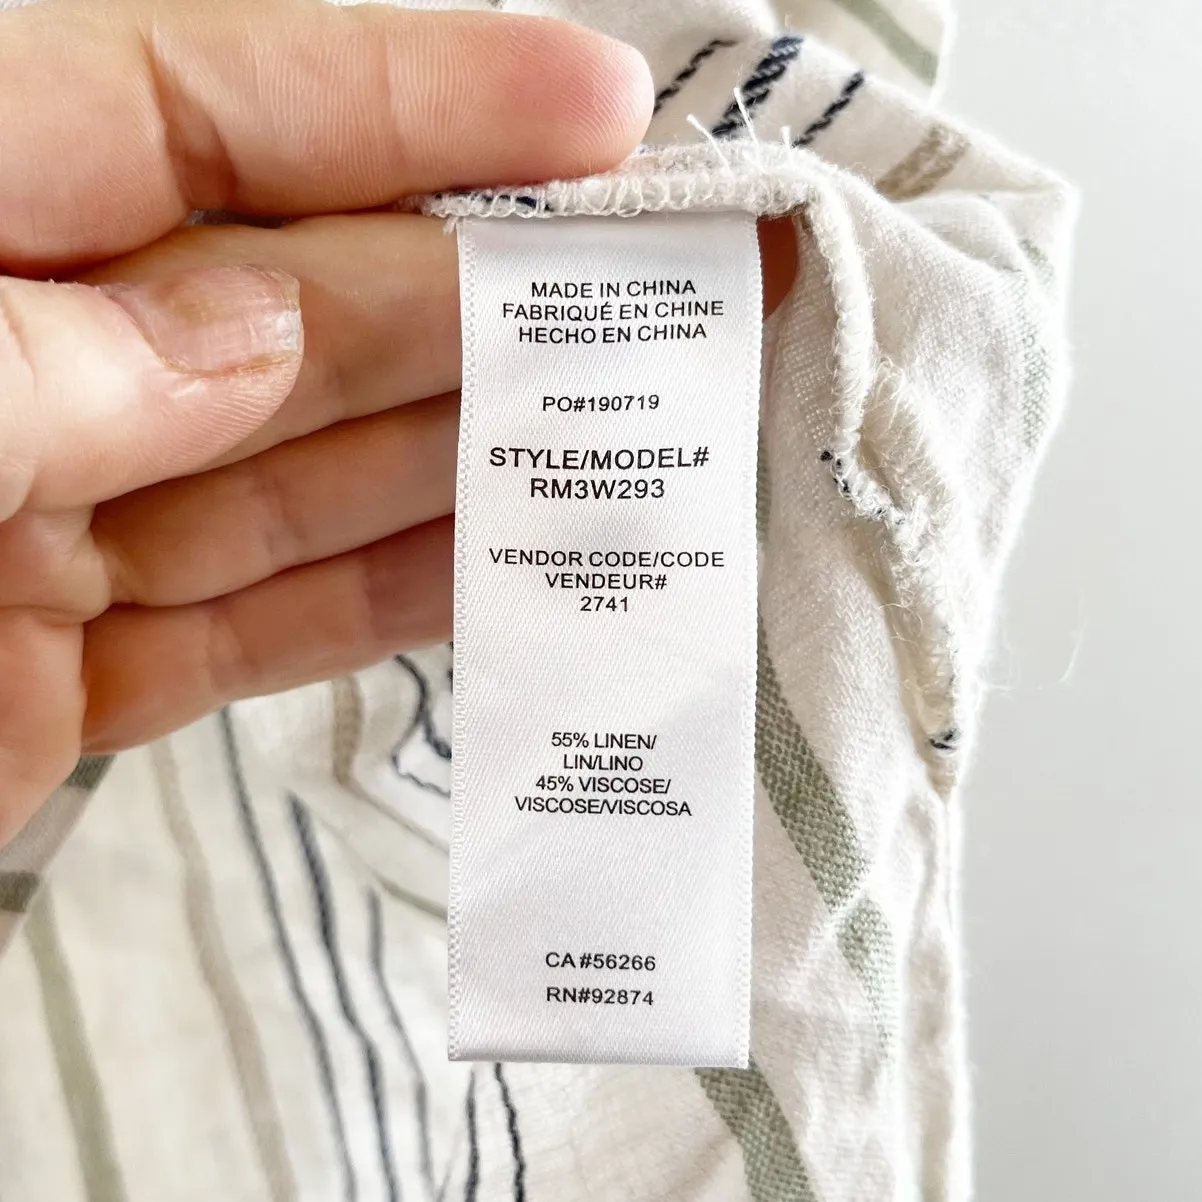 MADE IN CHINA
FABRIQUÉ EN CHINE
HECHO EN CHINA
PO#190719
STYLE/MODEL#
RM3W293
VENDOR CODE/CODE
VENDEUR#
2741
55% LINEN/
LIN/LINO
45% VISCOSE/
VISCOSE/VISCOSA
CA#56266
RN#92874